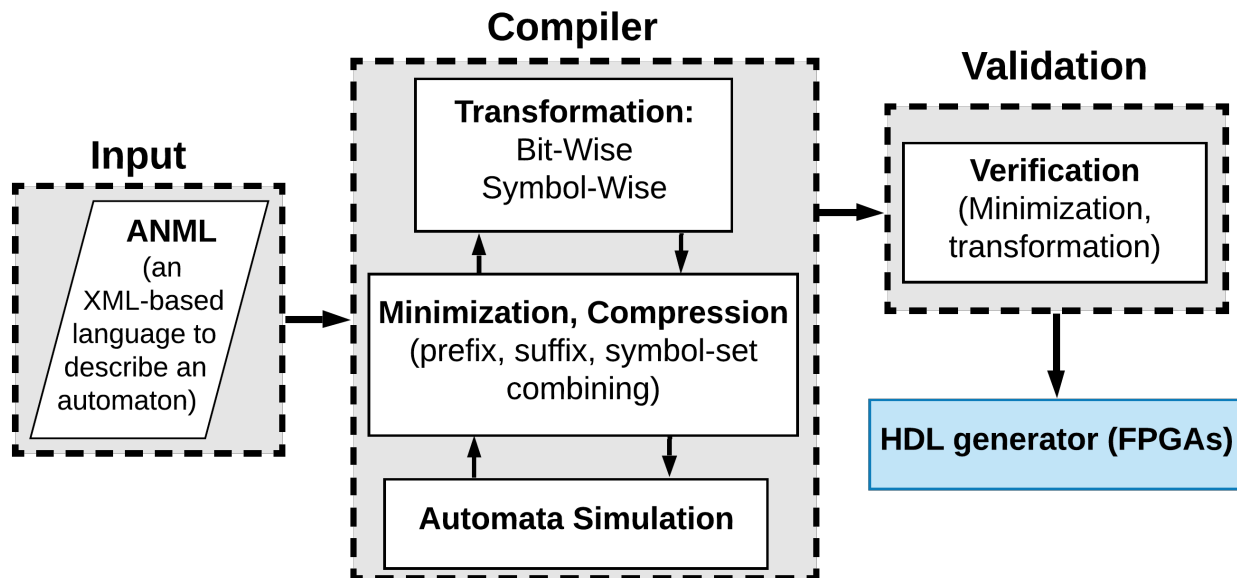 Input
ANML
(an
XML-based
language to
describe an
automaton)
Compiler
Transformation:
Bit-Wise
Symbol-Wise
Minimization, Compression
(prefix, suffix, symbol-set
combining)
Automata Simulation
Validation
Verification
(Minimization,
transformation)
HDL generator (FPGAs)